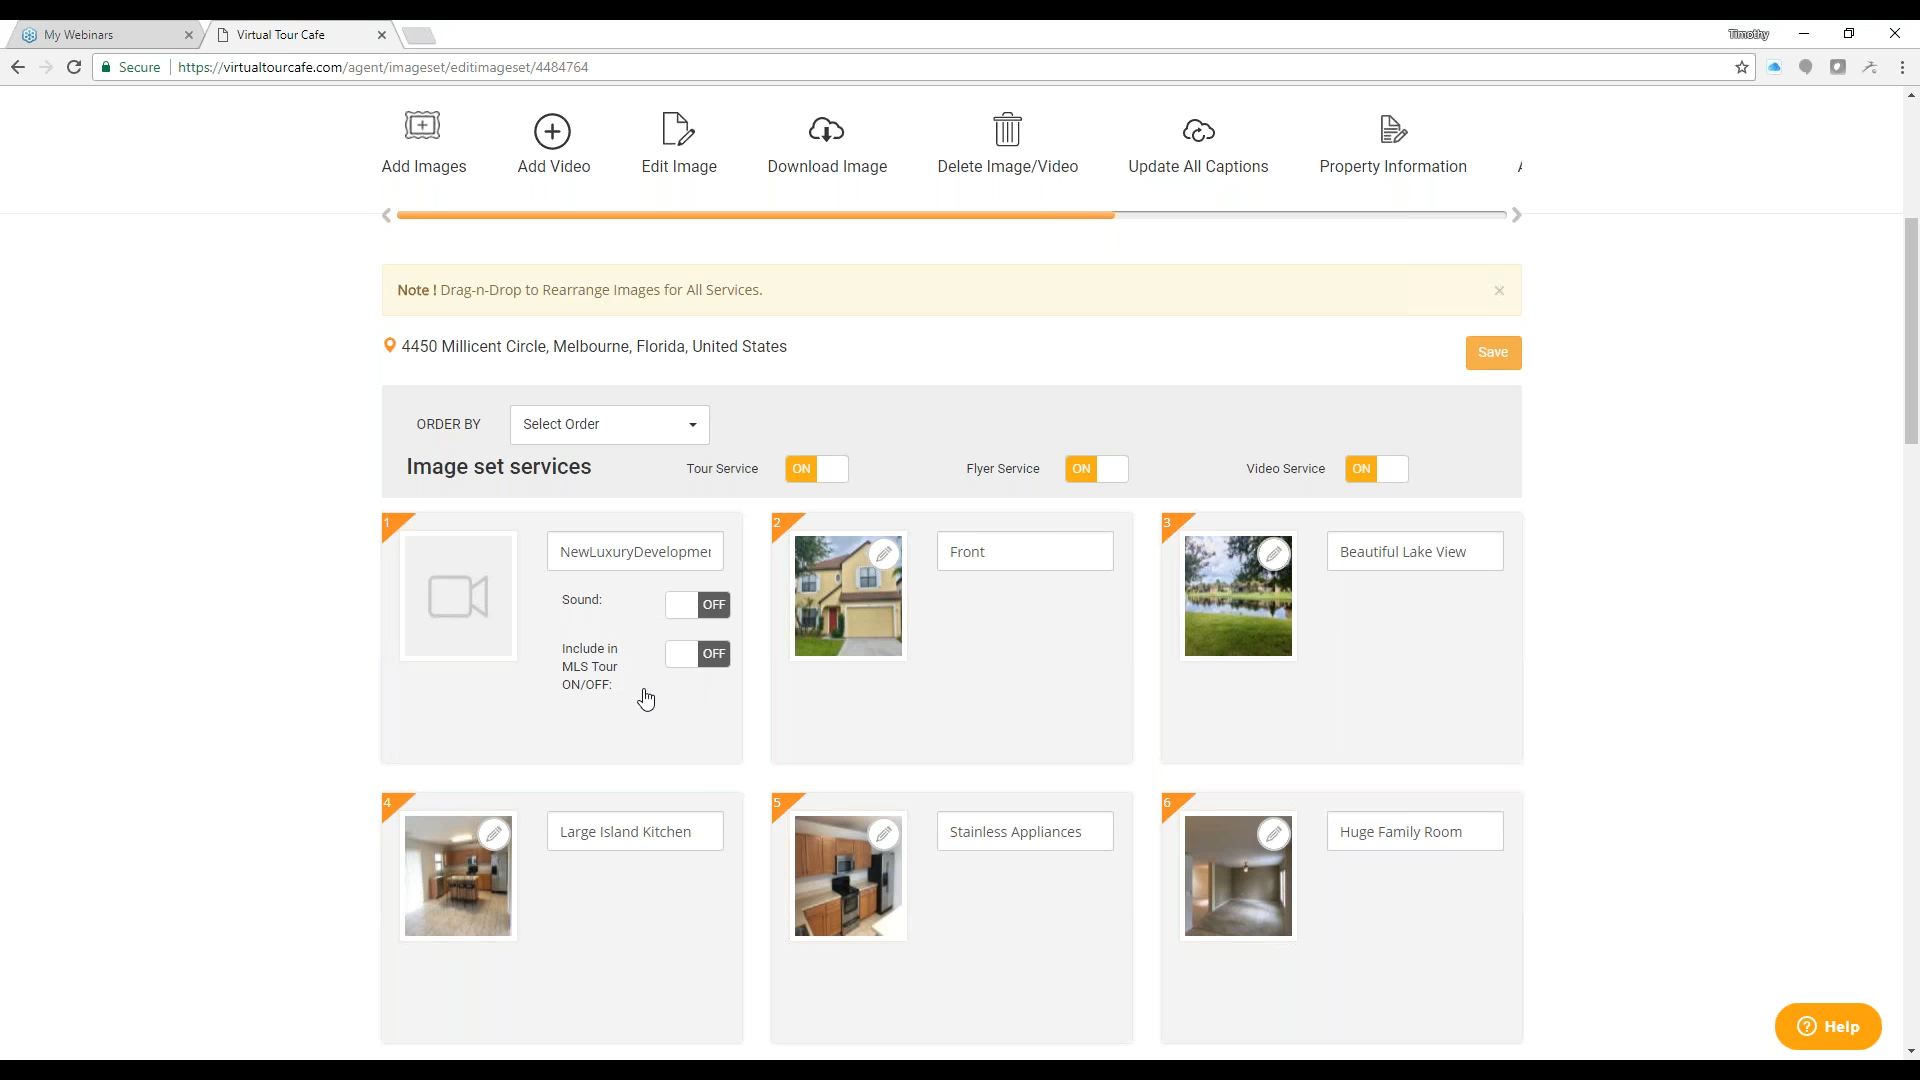 My Webinars
Virtual Tour Cafe
Timothy
Secure
https://virtualtourcafe.com/agent/imageset/editimageset/4484764
Add Images
Add Video
Edit Image
Download Image
Delete Image/Video
Update All Captions
Property Information
Note ! Drag-n-Drop to Rearrange Images for All Services.
4450 Millicent Circle, Melbourne, Florida, United States
Save
ORDER BY
Select Order
Image set services
Tour Service
ON
Flyer Service
ON
Video Service
ON
1
NewLuxuryDevelopmer
Sound:
OFF
Include in
MLS Tour
ON/OFF:
OFF
2
Front
3
Beautiful Lake View
4
Large Island Kitchen
5
Stainless Appliances
6
Huge Family Room
Help